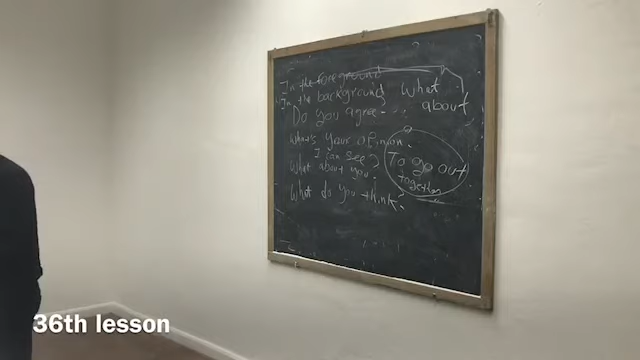 In the foreground
In the background
What about
Do you agree ....
What's your opinion.
I can see?
What about you.
What do you think?
To go out
together
36th lesson